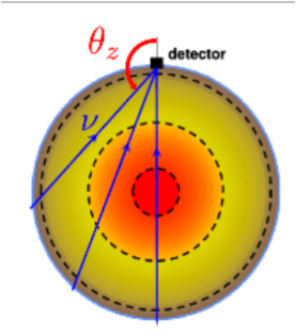 θz
detector
ν